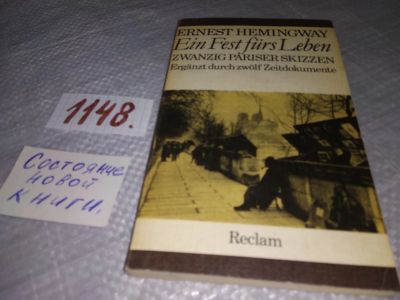 ERNEST HEMINGWAY
Ein Fest fürs Leben
ZWANZIG PARISER SKIZZEN
Ergänzt durch zwölf Zeitdokumente
Reclam
1148.
Состояние
новой
книги.